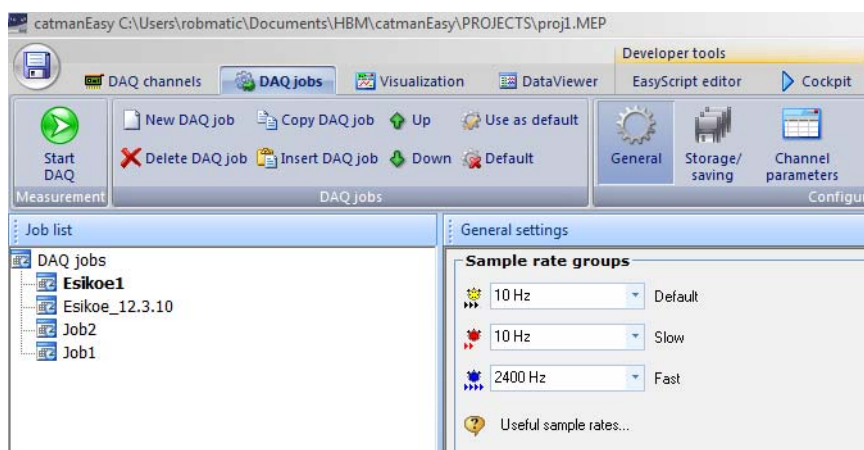 catmanEasy C:\Users\robmatic\Documents\HBM\catmanEasy\PROJECTS\proj1.MEP
Developer tools
DAQ channels DAQ jobs Visualization DataViewer EasyScript editor Cockpit
New DAQ job Copy DAQ job Up Use as default
Start DAQ
Delete DAQ job Insert DAQ job Down Default
General Storage/ saving Channel parameters
Measurement DAQ jobs Configu
Job list
General settings
DAQ jobs
Esikoe1
Esikoe_12.3.10
Job2
Job1
Sample rate groups
10 Hz Default
10 Hz Slow
2400 Hz Fast
Useful sample rates...